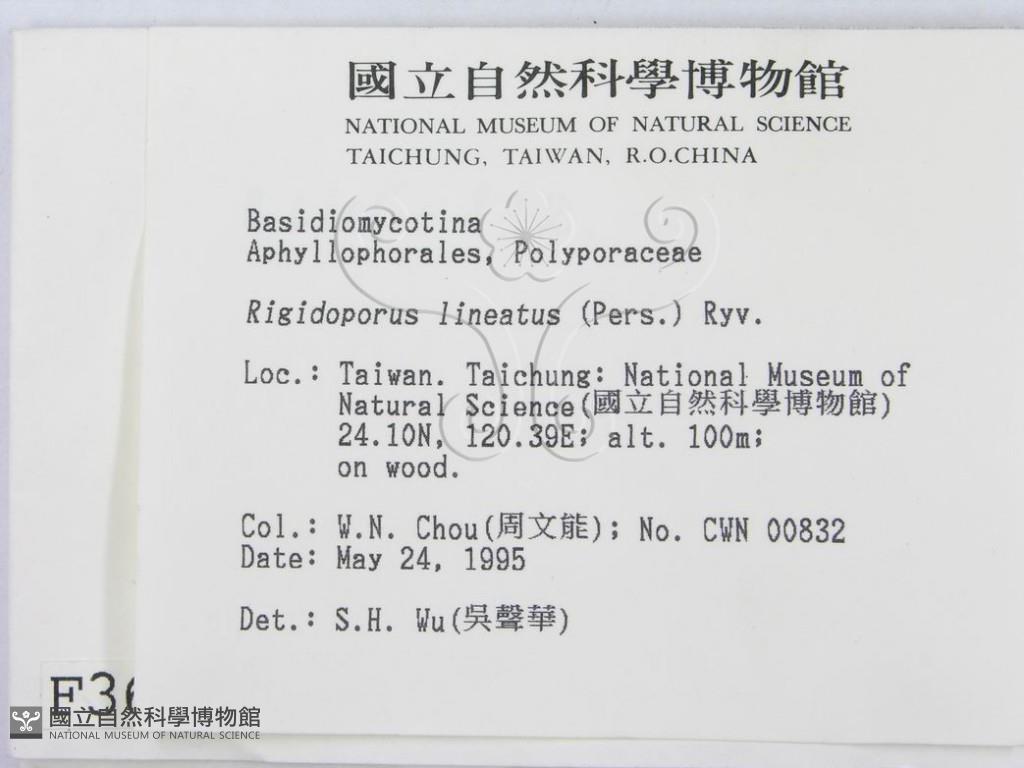 國立自然科學博物館
NATIONAL MUSEUM OF NATURAL SCIENCE
TAICHUNG, TAIWAN, R.O.CHINA
Basidiomycotina
Aphyllophorales, Polyporaceae
Rigidoporus lineatus (Pers.) Ryv.
Loc.: Taiwan. Taichung: National Museum of
Natural Science(國立自然科學博物館)
24.10N, 120.39E; alt. 100m;
on wood.
Col.: W.N. Chou(周文能); No. CWN 00832
Date: May 24, 1995
Det.: S.H. Wu(吳聲華)
F36
國立自然科學博物館
NATIONAL MUSEUM OF NATURAL SCIENCE